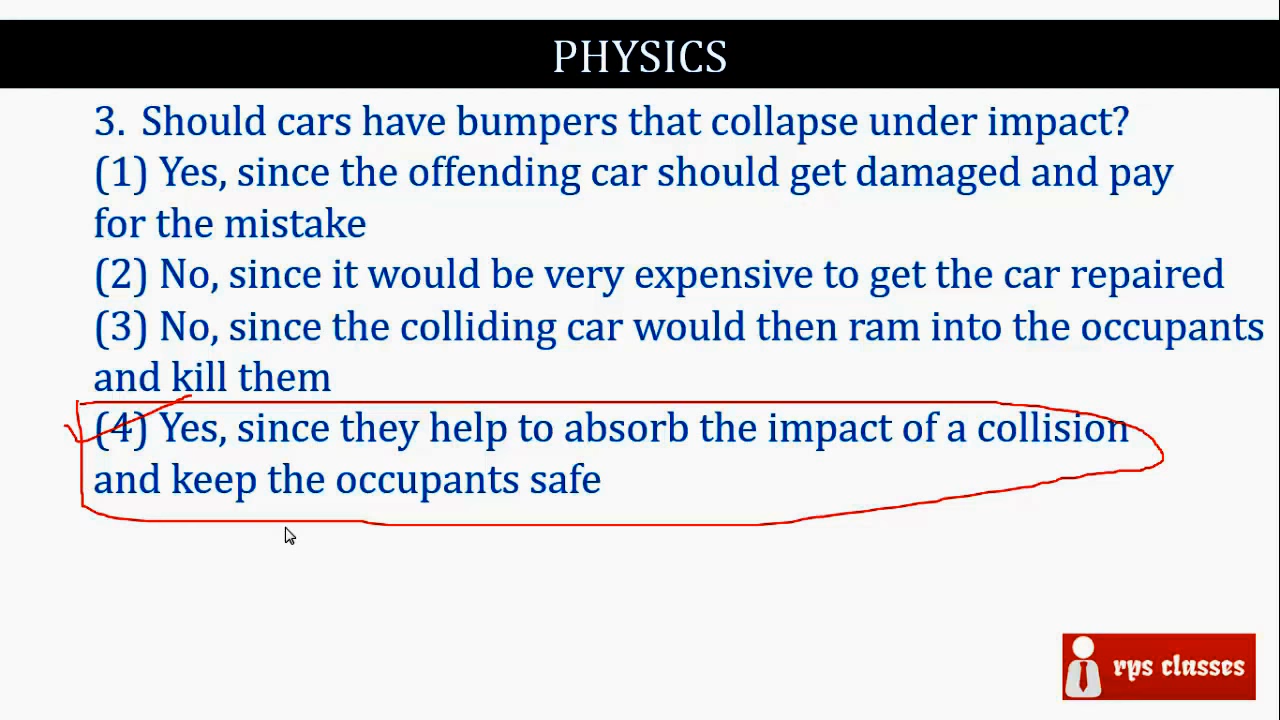 PHYSICS
3. Should cars have bumpers that collapse under impact?
(1) Yes, since the offending car should get damaged and pay
for the mistake
(2) No, since it would be very expensive to get the car repaired
(3) No, since the colliding car would then ram into the occupants
and kill them
(4) Yes, since they help to absorb the impact of a collision
and keep the occupants safe
rps classes